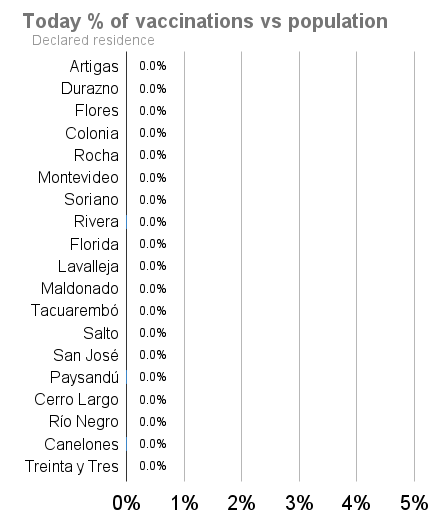 Today % of vaccinations vs population
Declared residence
Artigas 0.0%
Durazno 0.0%
Flores 0.0%
Colonia 0.0%
Rocha 0.0%
Montevideo 0.0%
Soriano 0.0%
Rivera 0.0%
Florida 0.0%
Lavalleja 0.0%
Maldonado 0.0%
Tacuarembó 0.0%
Salto 0.0%
San José 0.0%
Paysandú 0.0%
Cerro Largo 0.0%
Río Negro 0.0%
Canelones 0.0%
Treinta y Tres 0.0%
0% 1% 2% 3% 4% 5%